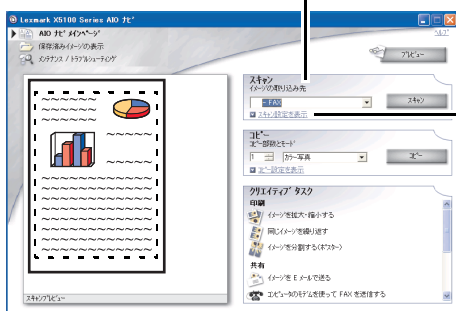 Lexmark X5100 Series AIO ナビ
AIO ナビ メインページ
ヘルプ
保存済みイメージの表示
メンテナンス / トラブルシューティング
プレビュー
スキャン
イメージの取り込み先
- FAX
スキャン
スキャン設定を表示
コピー
コピー部数とモード
1
カラー写真
コピー
コピー設定を表示
クリエイティブ タスク
印刷
イメージを拡大・縮小する
同じイメージを繰り返す
イメージを分割する(ポスター)
共有
イメージを E メールで送る
コンピュータのモデムを使って FAX を送信する
スキャンプレビュー